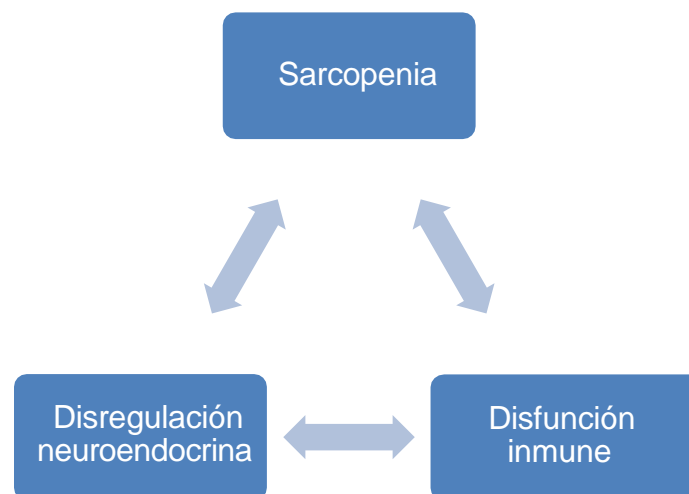 Sarcopenia
Disregulación
neuroendocrina
Disfunción
inmune